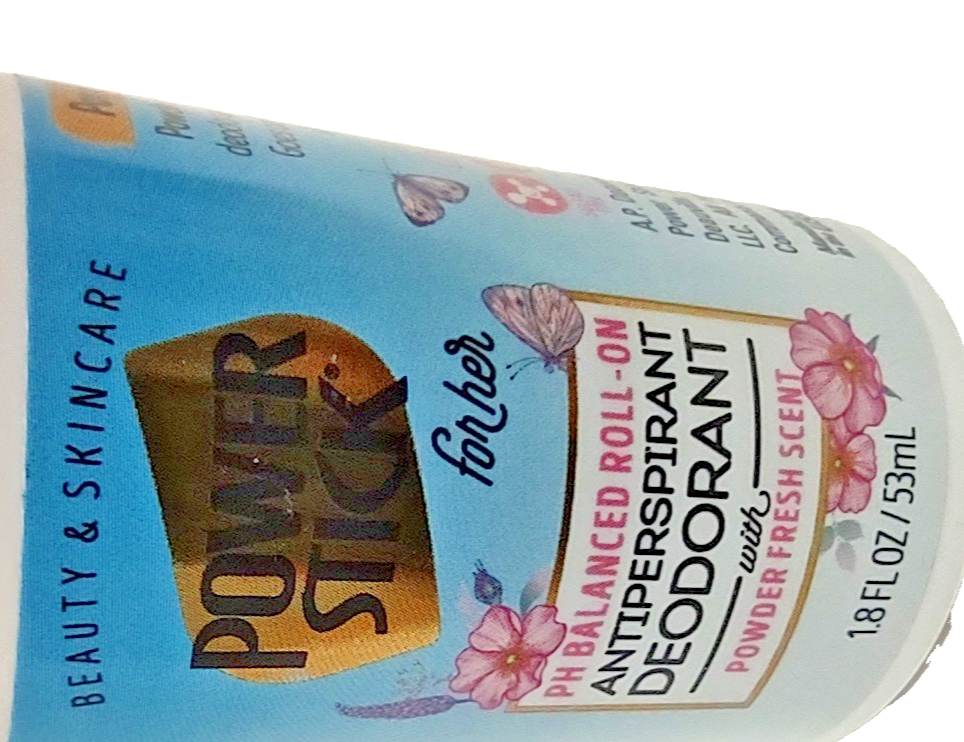 BEAUTY & SKINCARE
POWER
STICK®
for her
PH BALANCED ROLL-ON
ANTIPERSPIRANT
DEODORANT
with
POWDER FRESH SCENT
1.8 FL OZ / 53mL
A.P.
LLC